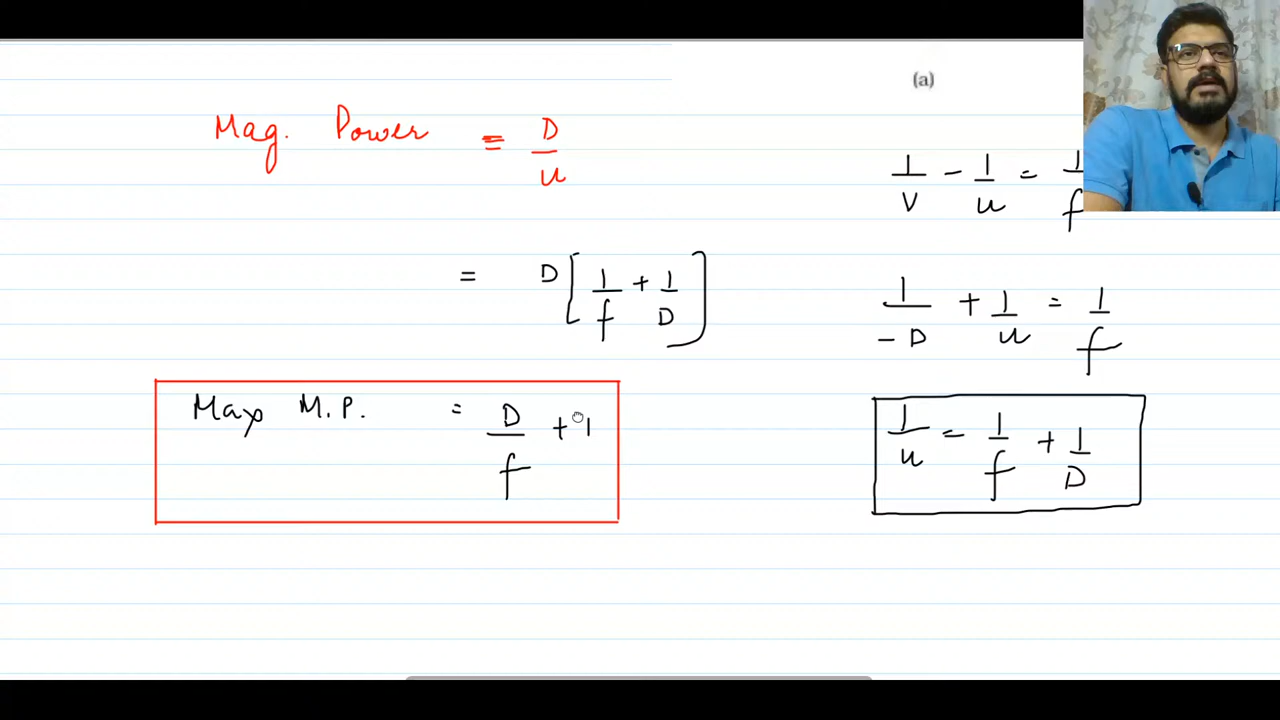 (a)
Mag. Power = D/u
1/v - 1/u = 1/f
= D[1/f + 1/D]
1/-D + 1/u = 1/f
Max M.P. = D/f + 1
1/u = 1/f + 1/D